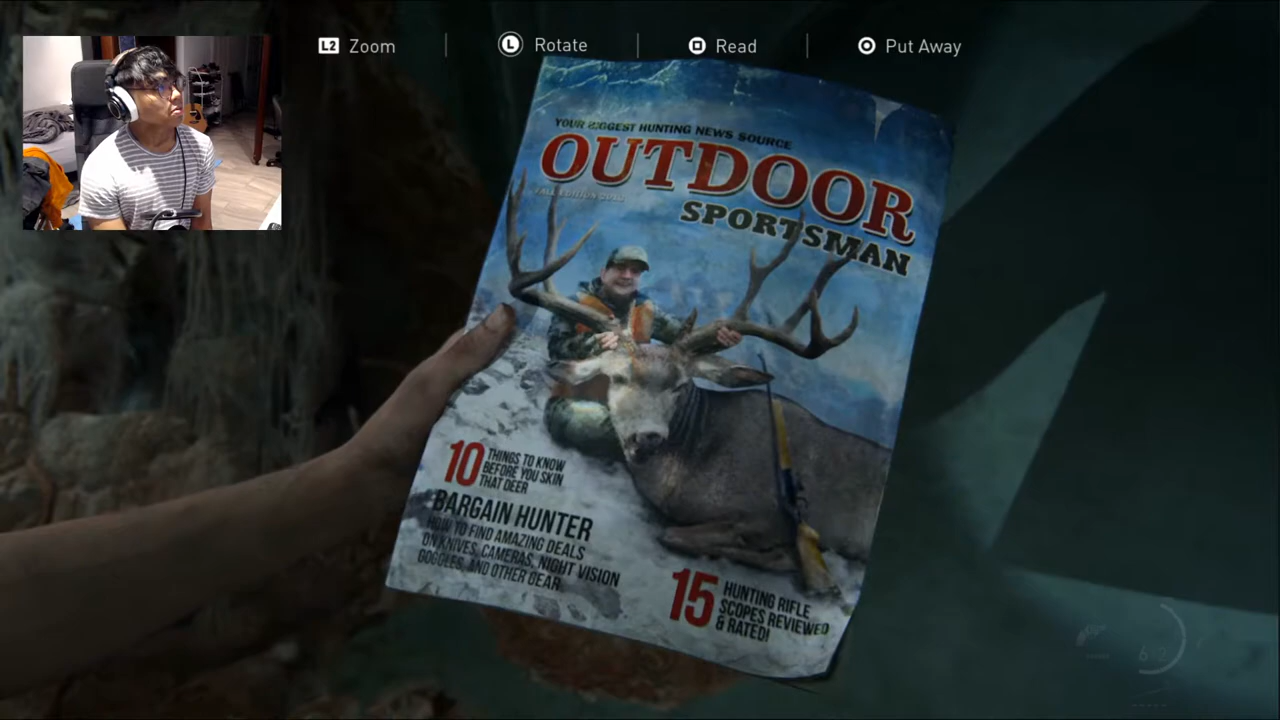 L2 Zoom
L Rotate
Read
Put Away
YOUR BIGGEST HUNTING NEWS SOURCE
OUTDOOR
SPORTSMAN
FALL EDITION
10
THINGS TO KNOW
BEFORE YOU SKIN
THAT DEER
BARGAIN HUNTER
HOW TO FIND AMAZING DEALS
ON KNIVES, CAMERAS, NIGHT VISION
GOGGLES, AND OTHER GEAR
15
HUNTING RIFLE
SCOPES REVIEWED
& RATED!